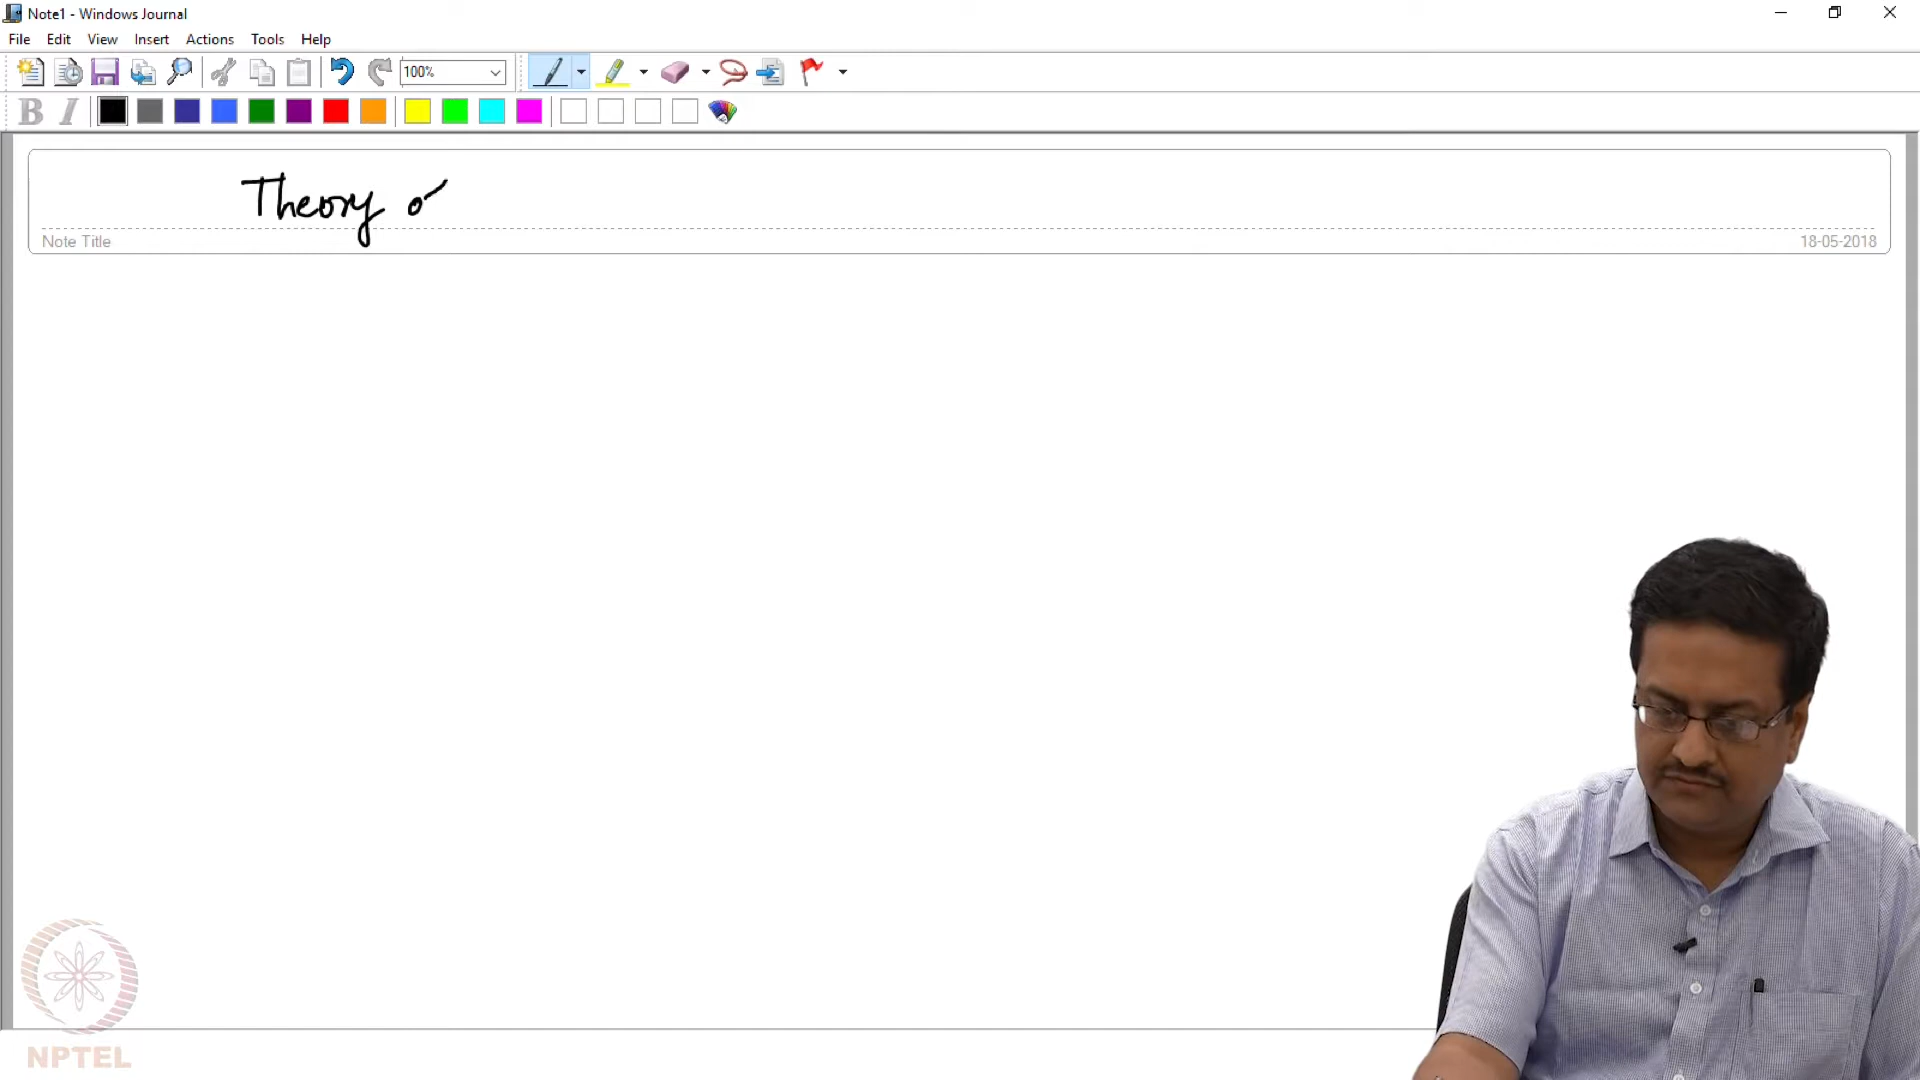 Note1 - Windows Journal
File Edit View Insert Actions Tools Help
100%
B I
Theory o
Note Title
18-05-2018
NPTEL